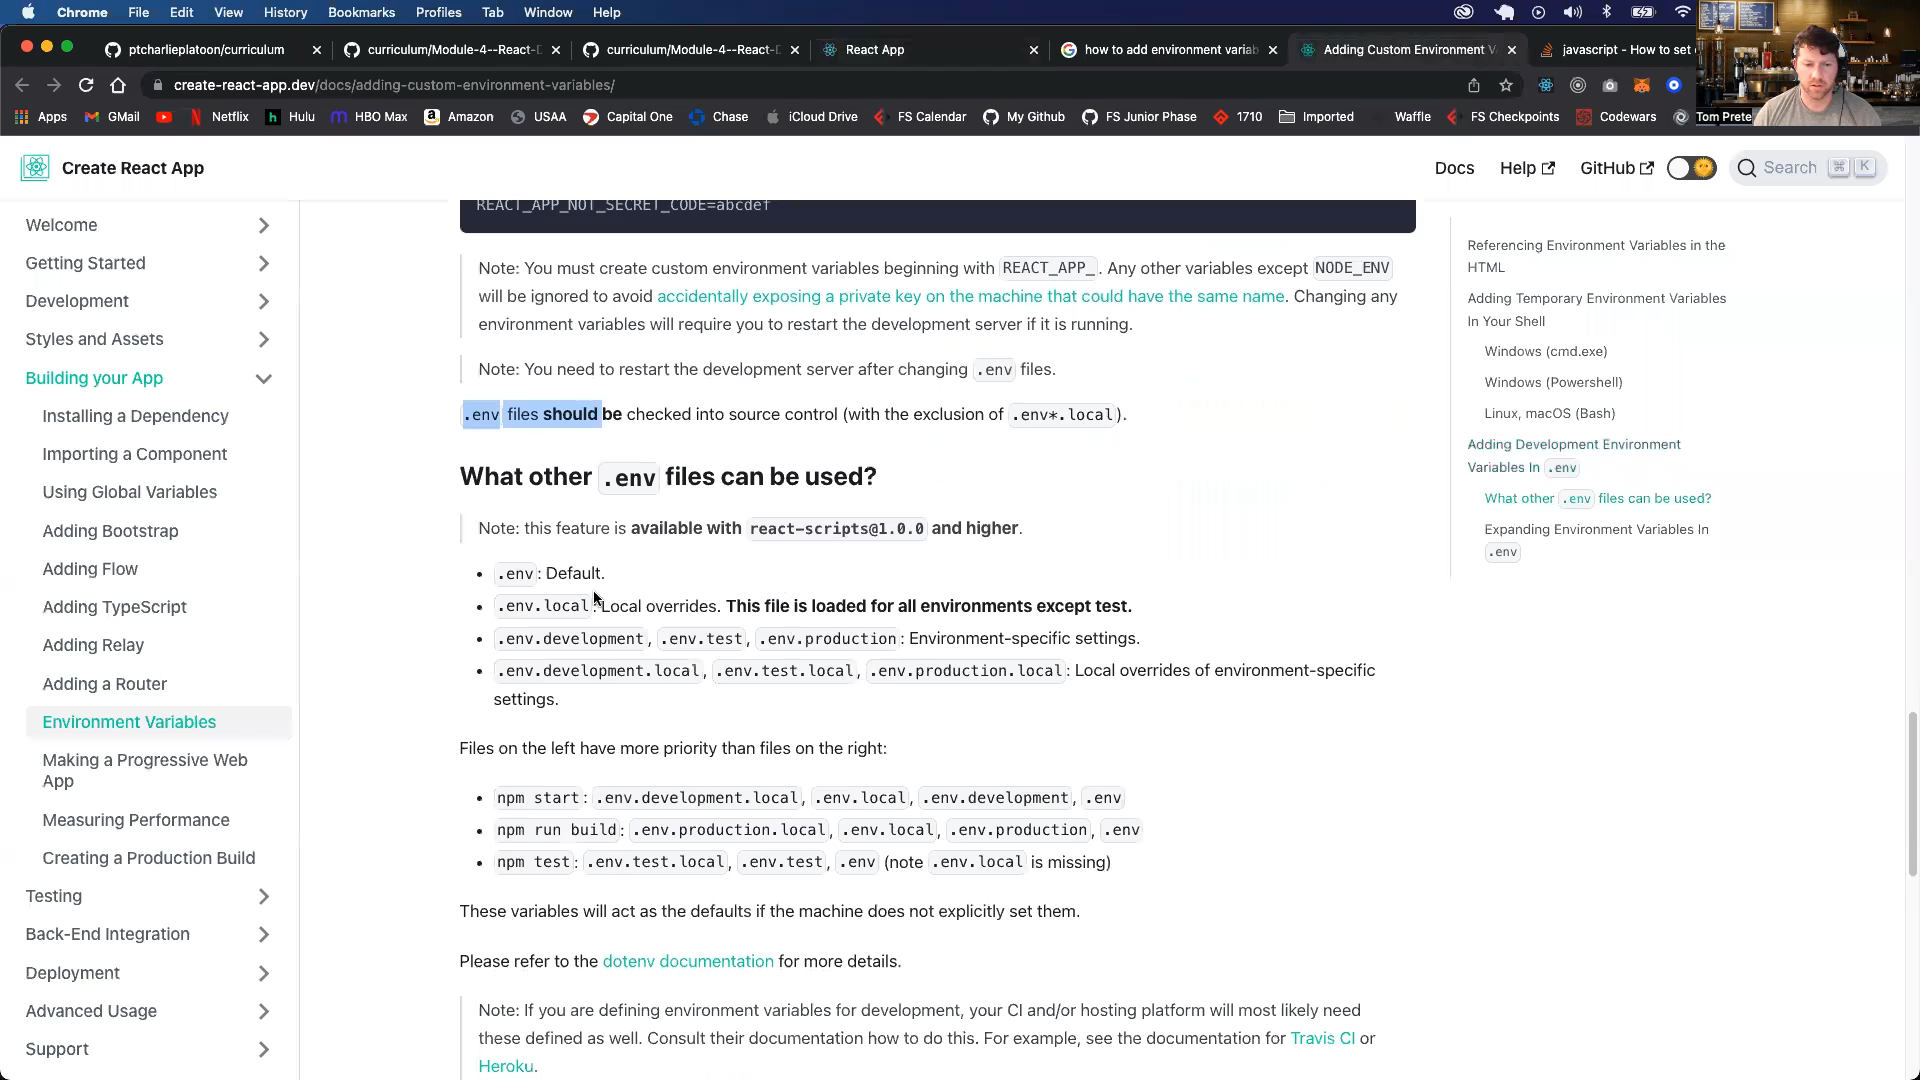 Chrome File Edit View History Bookmarks Profiles Tab Window Help
ptcharlieplatoon/curriculum curriculum/Module-4--React- curriculum/Module-4--React- React App how to add environment variab Adding Custom Environment V javascript - How to set
create-react-app.dev/docs/adding-custom-environment-variables/
Apps GMail Netflix Hulu HBO Max Amazon USAA Capital One Chase iCloud Drive FS Calendar My Github FS Junior Phase 1710 Imported Waffle FS Checkpoints Codewars Tom Prete
Create React App Docs Help GitHub Search ⌘ K
Welcome
Getting Started
Development
Styles and Assets
Building your App
Installing a Dependency
Importing a Component
Using Global Variables
Adding Bootstrap
Adding Flow
Adding TypeScript
Adding Relay
Adding a Router
Environment Variables
Making a Progressive Web
App
Measuring Performance
Creating a Production Build
Testing
Back-End Integration
Deployment
Advanced Usage
Support
REACT_APP_NOT_SECRET_CODE=abcdef
Note: You must create custom environment variables beginning with REACT_APP_. Any other variables except NODE_ENV
will be ignored to avoid accidentally exposing a private key on the machine that could have the same name. Changing any
environment variables will require you to restart the development server if it is running.
Note: You need to restart the development server after changing .env files.
.env files should be checked into source control (with the exclusion of .env*.local).
What other .env files can be used?
Note: this feature is available with react-scripts@1.0.0 and higher.
• .env: Default.
• .env.local: Local overrides. This file is loaded for all environments except test.
• .env.development, .env.test, .env.production: Environment-specific settings.
• .env.development.local, .env.test.local, .env.production.local: Local overrides of environment-specific
settings.
Files on the left have more priority than files on the right:
• npm start: .env.development.local, .env.local, .env.development, .env
• npm run build: .env.production.local, .env.local, .env.production, .env
• npm test: .env.test.local, .env.test, .env (note .env.local is missing)
These variables will act as the defaults if the machine does not explicitly set them.
Please refer to the dotenv documentation for more details.
Note: If you are defining environment variables for development, your CI and/or hosting platform will most likely need
these defined as well. Consult their documentation how to do this. For example, see the documentation for Travis CI or
Heroku.
Referencing Environment Variables in the
HTML
Adding Temporary Environment Variables
In Your Shell
Windows (cmd.exe)
Windows (Powershell)
Linux, macOS (Bash)
Adding Development Environment
Variables In .env
What other .env files can be used?
Expanding Environment Variables In
.env